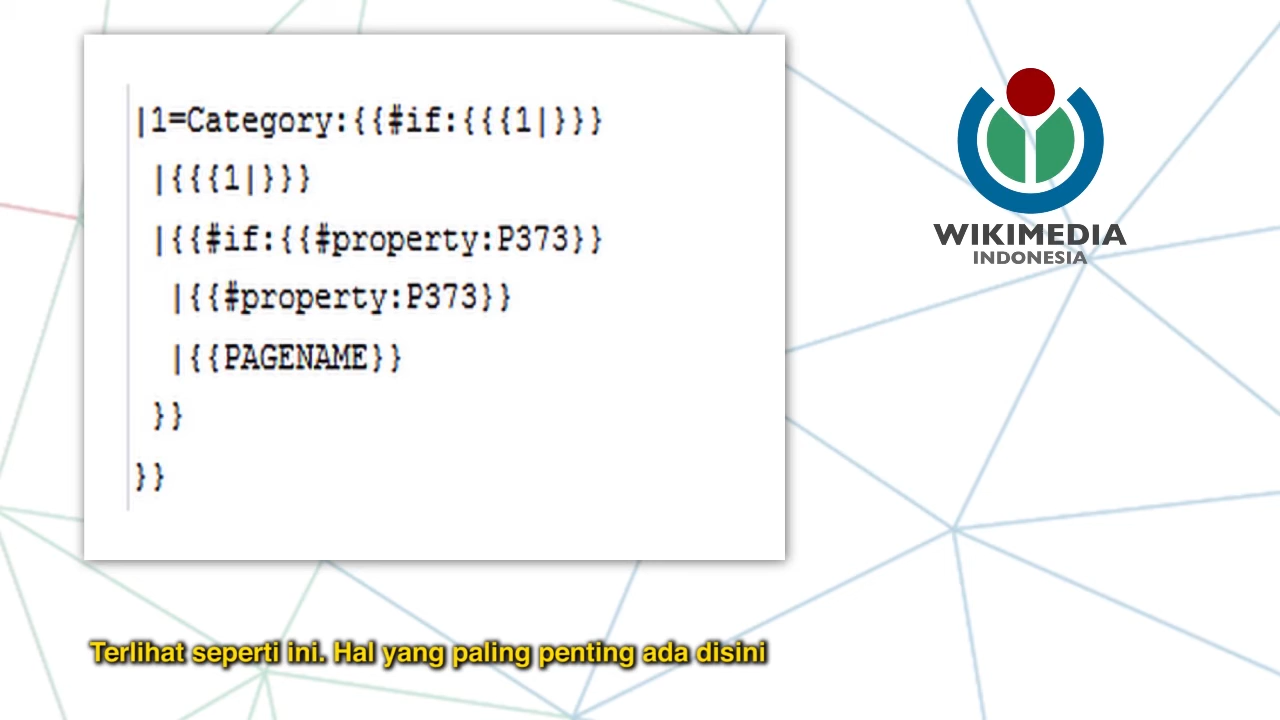 |1=Category:{{#if:{{{1|}}}
|{{{1|}}}
|{{#if:{{#property:P373}}
|{{#property:P373}}
|{{PAGENAME}}
}}
}}
WIKIMEDIA
INDONESIA
Terlihat seperti ini. Hal yang paling penting ada disini